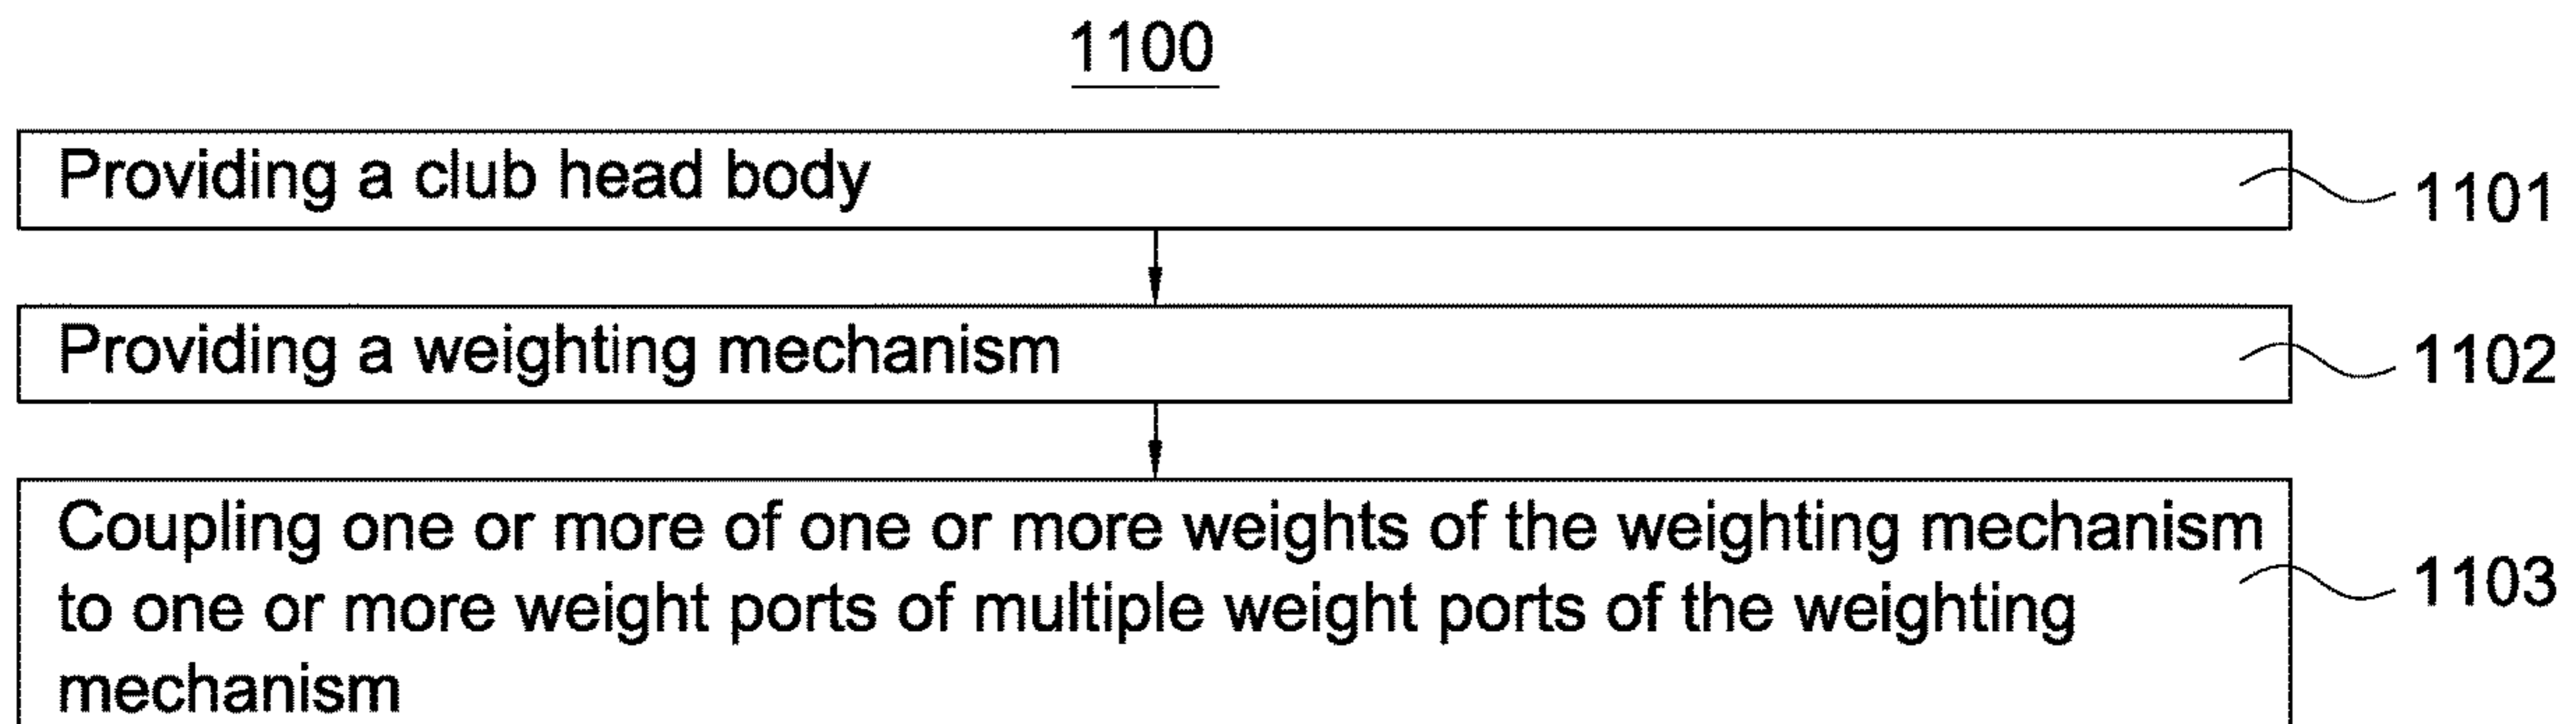 1100
Providing a club head body
1101
Providing a weighting mechanism
1102
Coupling one or more of one or more weights of the weighting mechanism
to one or more weight ports of multiple weight ports of the weighting
mechanism
1103